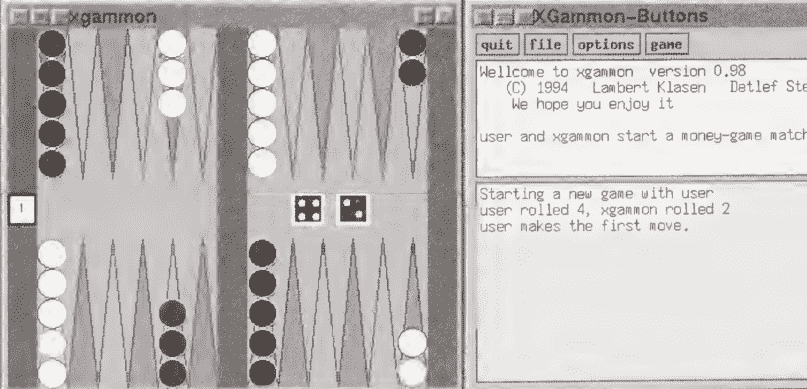 xgammon
XGammon-Buttons
quit file options game
Wellcome to xgammon version 0.98
(C) 1994 Lambert Klasen Detlef
We hope you enjoy it
user and xgammon start a money-game match
1
Starting a new game with user
user rolled 4, xgammon rolled 2
user makes the first move.